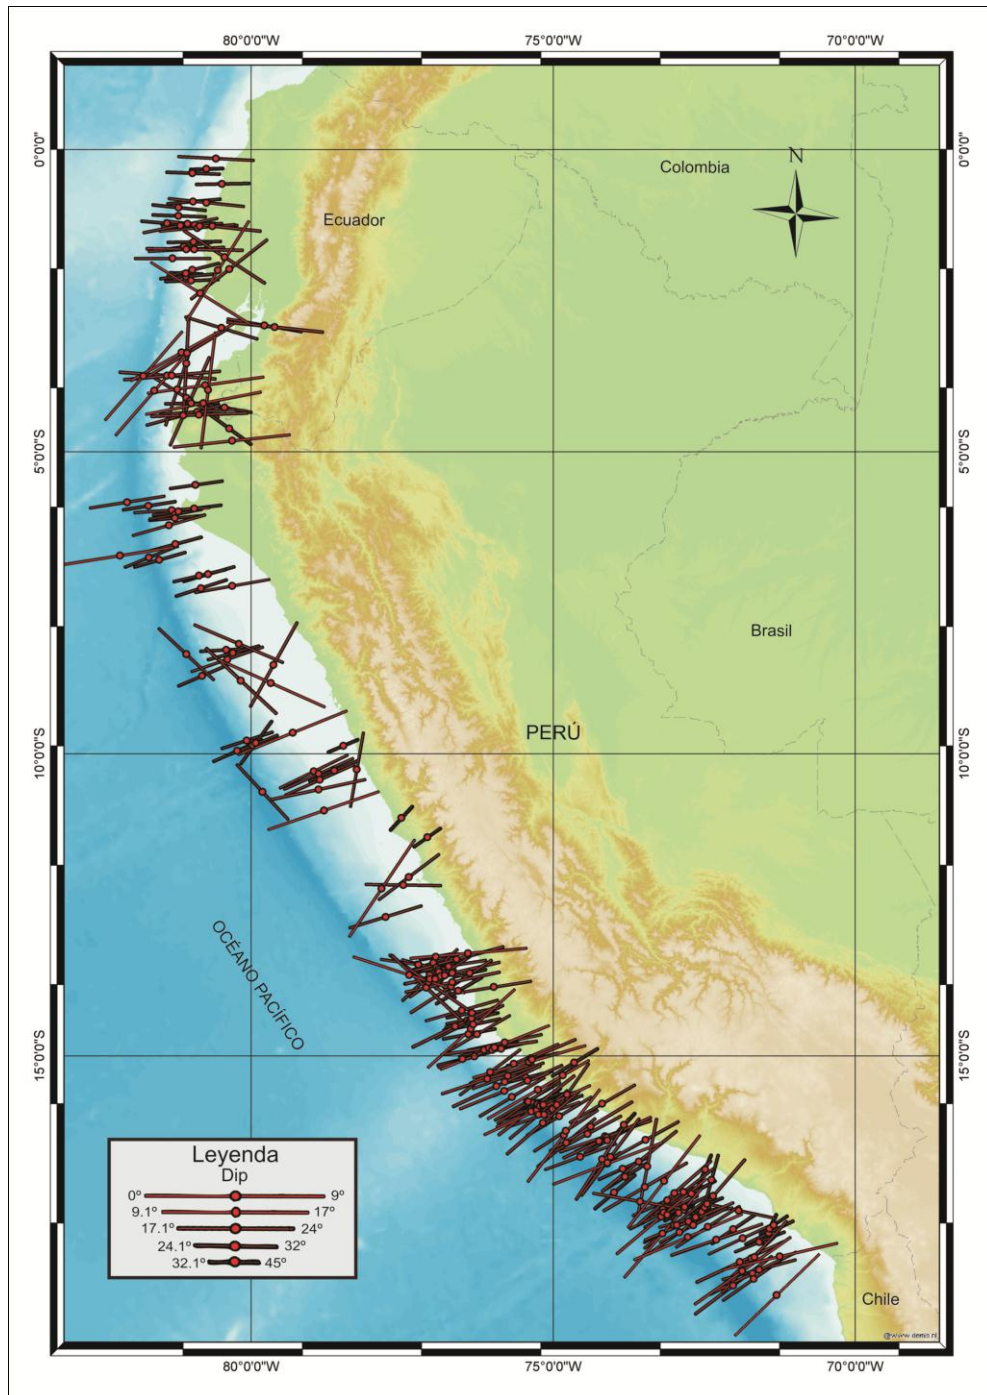 80°0'0"W 75°0'0"W 70°0'0"W
0°0'0" 0°0'0"
N
Colombia
Ecuador
5°0'0"S 5°0'0"S
Brasil
PERÚ
10°0'0"S 10°0'0"S
OCÉANO PACÍFICO
15°0'0"S 15°0'0"S
Leyenda
Dip
0° 9°
9.1° 17°
17.1° 24°
24.1° 32°
32.1° 45°
Chile
@www.demis.nl
80°0'0"W 75°0'0"W 70°0'0"W